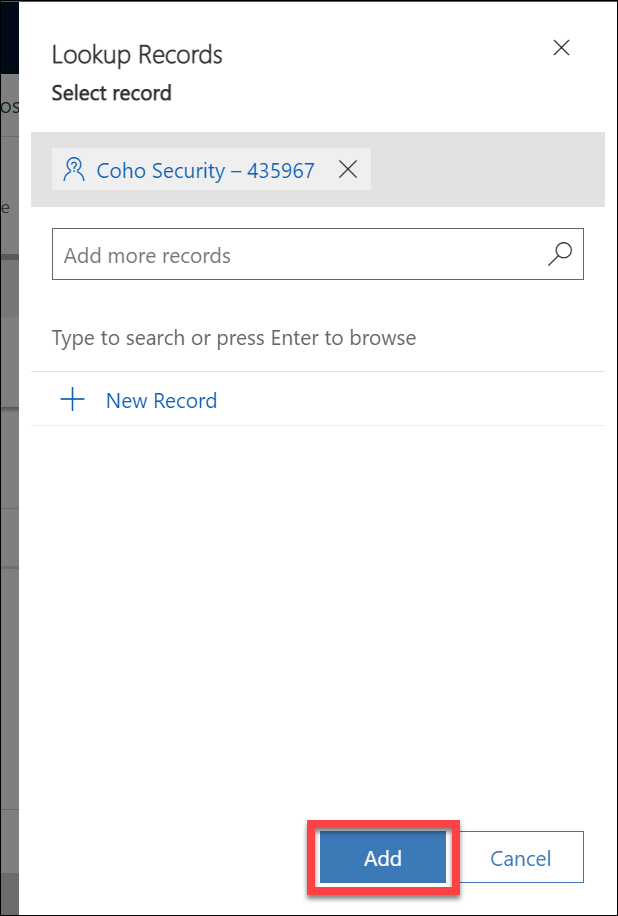 Lookup Records
Select record
os
Coho Security – 435967
e
Add more records
Type to search or press Enter to browse
New Record
Add
Cancel